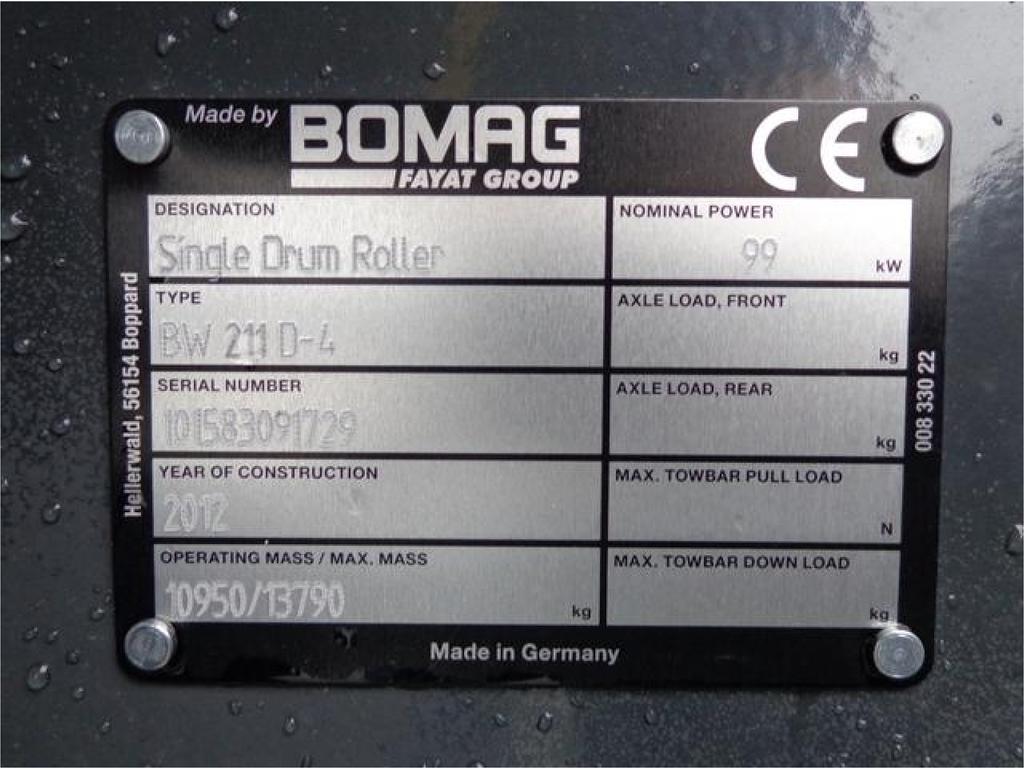 Made by BOMAG
FAYAT GROUP
CE
DESIGNATION
Single Drum Roller
NOMINAL POWER
99 kW
TYPE
BW 211 D-4
AXLE LOAD, FRONT
kg
SERIAL NUMBER
101583091729
AXLE LOAD, REAR
kg
YEAR OF CONSTRUCTION
2012
MAX. TOWBAR PULL LOAD
N
OPERATING MASS / MAX. MASS
10950/13790 kg
MAX. TOWBAR DOWN LOAD
kg
Made in Germany
Hellerwald, 56154 Boppard
008 330 22